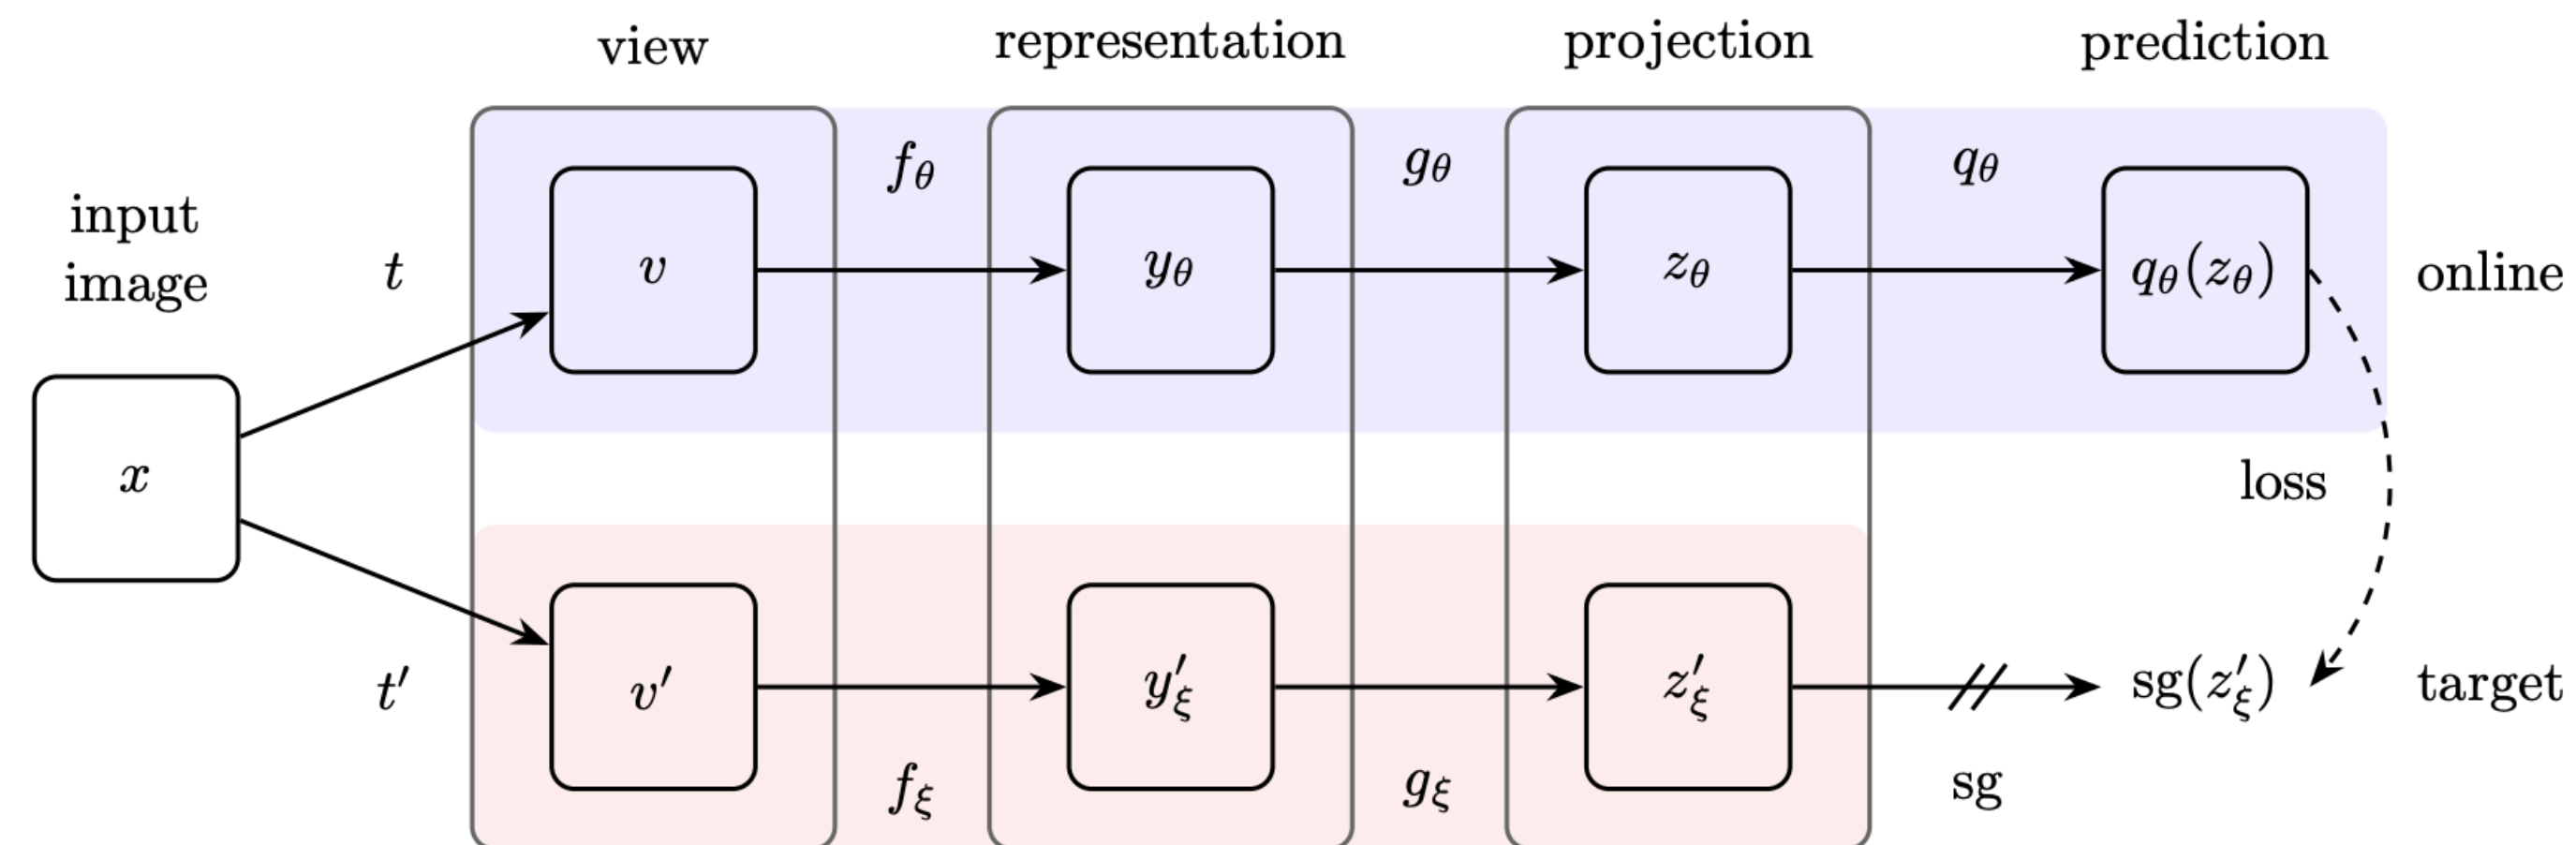 view representation projection prediction
f_θ g_θ q_θ
input
image
t v y_θ z_θ q_θ(z_θ) online
x loss
t′ v′ y′_ξ z′_ξ sg(z′_ξ) target
f_ξ g_ξ sg